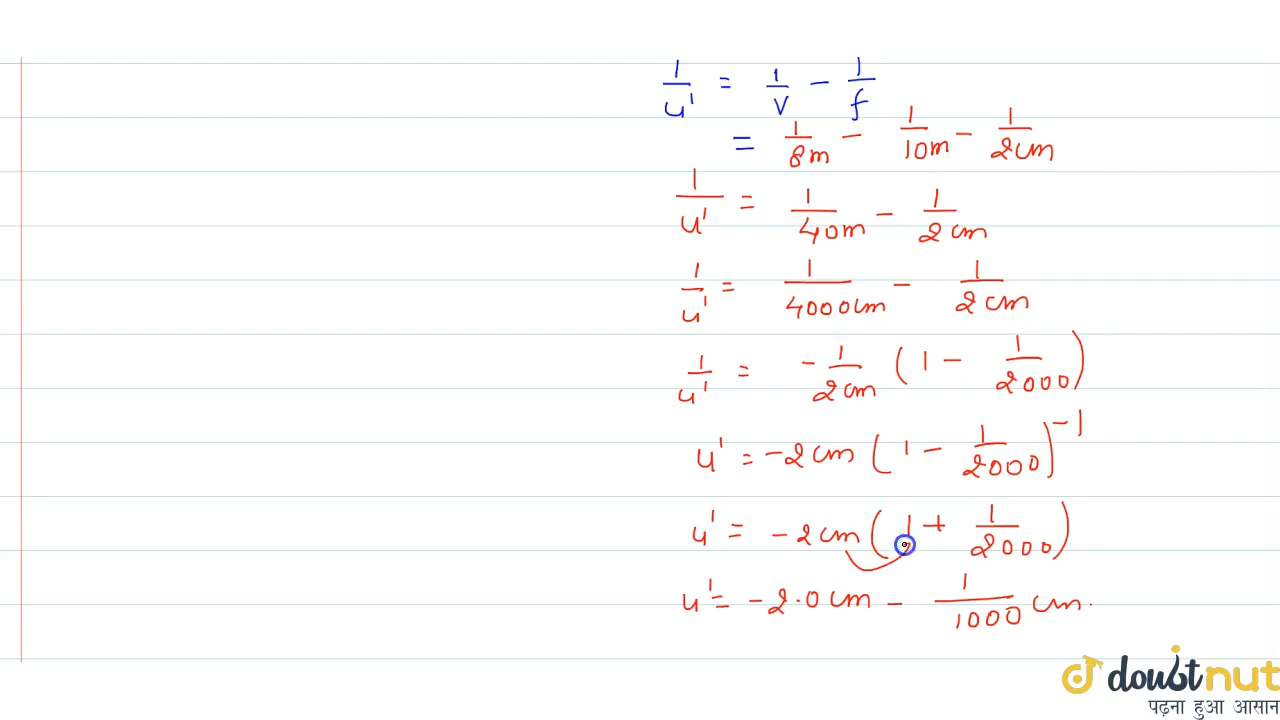 1/u' = 1/v - 1/f
= 1/8m - 1/10m - 1/2cm
1/u' = 1/40m - 1/2cm
1/u' = 1/4000cm - 1/2cm
1/u' = -1/2cm (1 - 1/2000)
u' = -2cm (1 - 1/2000)^-1
u' = -2cm (1 + 1/2000)
u' = -2.0cm - 1/1000 cm.
doubtnut
पढ़ना हुआ आसान